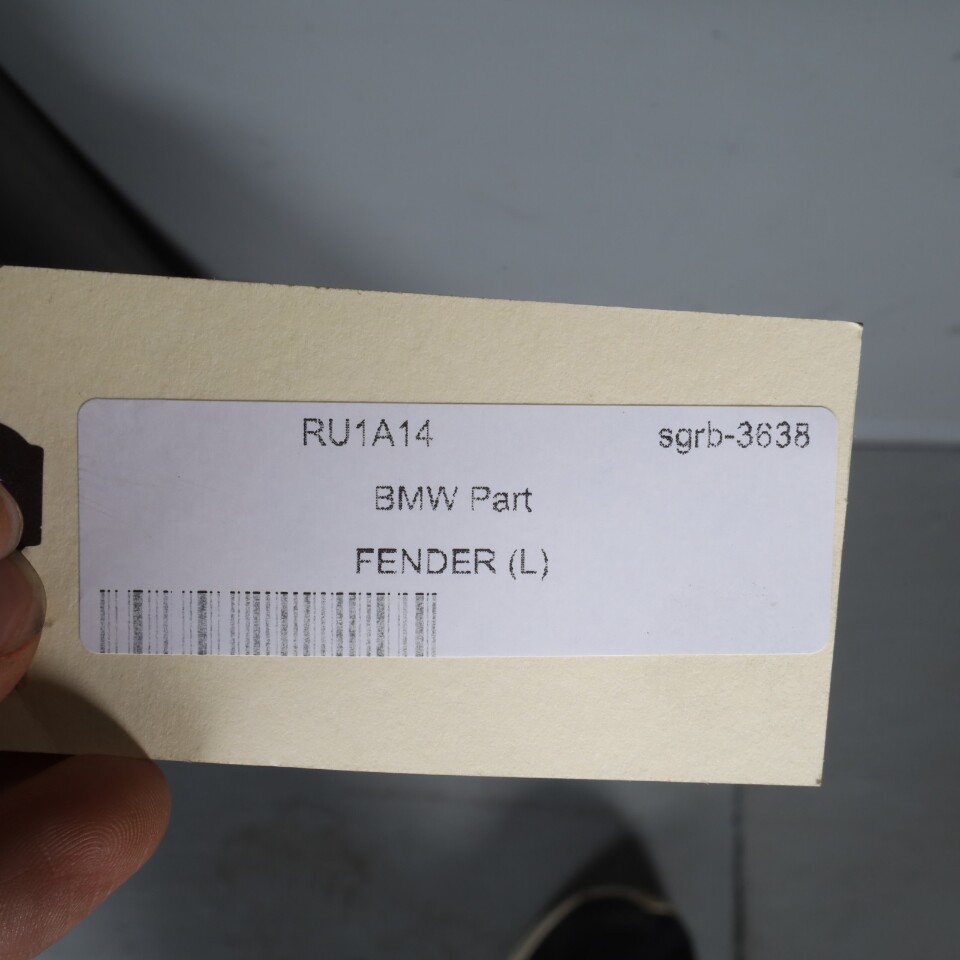 RU1A14 sgrb-3638
BMW Part
FENDER (L)